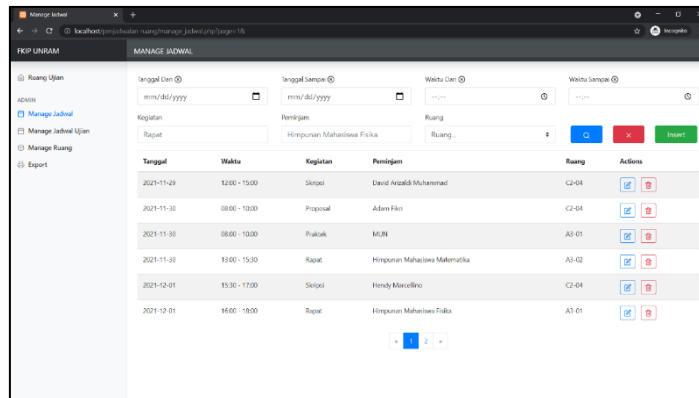 Manage Jadwal
localhost/penjadwalan-ruang/manage_jadwal.php?page=1&
Incognito
FKIP UNRAM
MANAGE JADWAL
Ruang Ujian
ADMIN
Manage Jadwal
Manage Jadwal Ujian
Manage Ruang
Export
Tanggal Dari Tanggal Sampai Waktu Dari Waktu Sampai
mm/dd/yyyy mm/dd/yyyy --:-- --:--
Kegiatan Peminjam Ruang
Rapat Himpunan Mahasiswa Fisika Ruang... Insert
Tanggal Waktu Kegiatan Peminjam Ruang Actions
2021-11-29 12:00 - 15:00 Skripsi David Arizaldi Muhammad C2-04
2021-11-30 08:00 - 10:00 Proposal Adam Fikri C2-04
2021-11-30 08:00 - 10:00 Praktek MUN A3-01
2021-11-30 13:00 - 15:30 Rapat Himpunan Mahasiswa Matematika A3-02
2021-12-01 15:30 - 17:00 Skripsi Hendy Marcellino C2-04
2021-12-01 16:00 - 18:00 Rapat Himpunan Mahasiswa Fisika A3-01
« 1 2 »